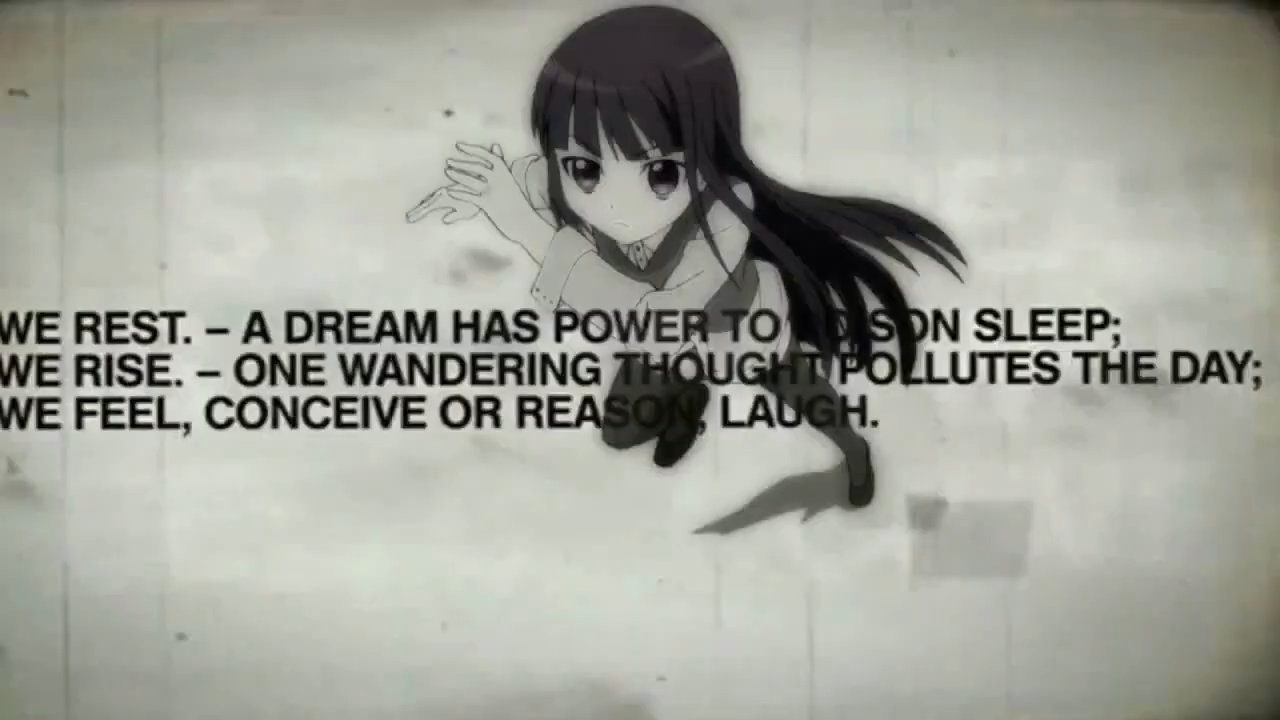 WE REST. – A DREAM HAS POWER TO POISON SLEEP;
WE RISE. – ONE WANDERING THOUGHT POLLUTES THE DAY;
WE FEEL, CONCEIVE OR REASON, LAUGH.